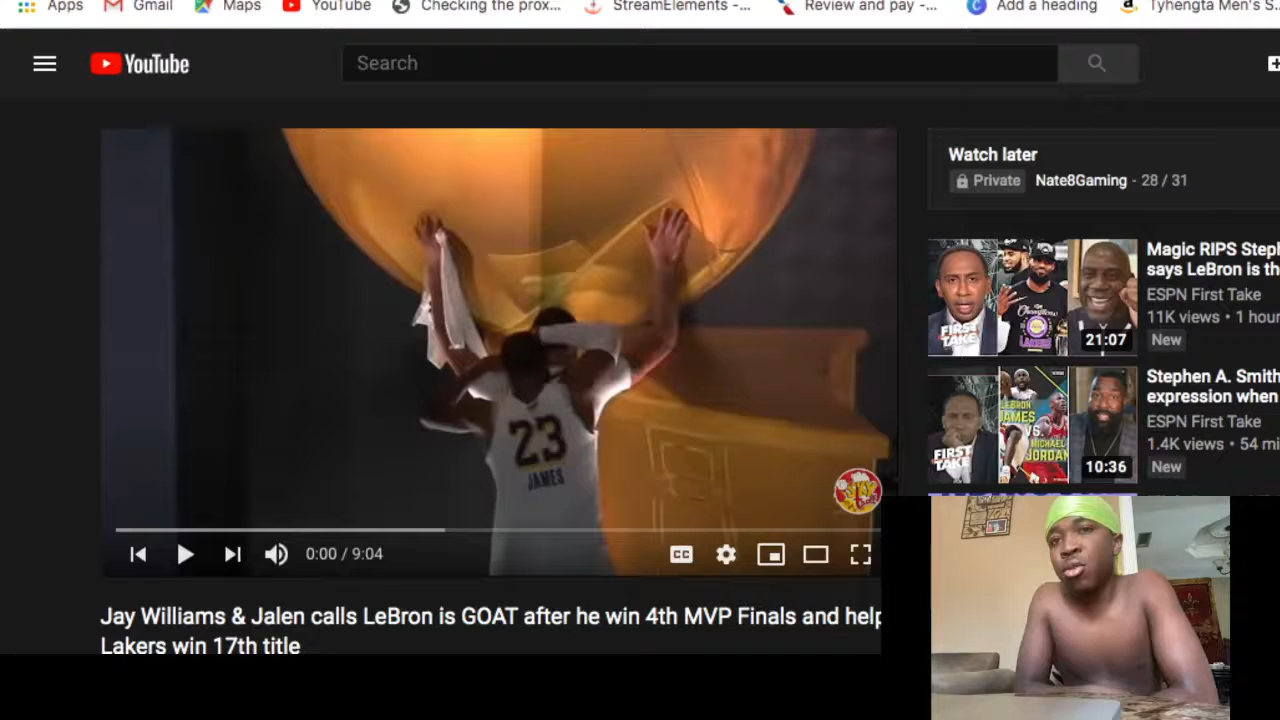 Apps Gmail Maps YouTube Checking the prox... StreamElements -... Review and pay -... Add a heading Tyhengta Men's S...
YouTube Search
23
JAMES
0:00 / 9:04
CC
Jay Williams & Jalen calls LeBron is GOAT after he win 4th MVP Finals and help
Lakers win 17th title
Watch later
Private Nate8Gaming - 28 / 31
Magic RIPS Step
says LeBron is th
ESPN First Take
11K views • 1 hour
New
FIRST
TAKE
LAKERS
21:07
Stephen A. Smith
expression when
ESPN First Take
1.4K views • 54 mi
New
FIRST
TAKE
LEBRON
JAMES
VS.
MICHAEL
JORDAN
10:36